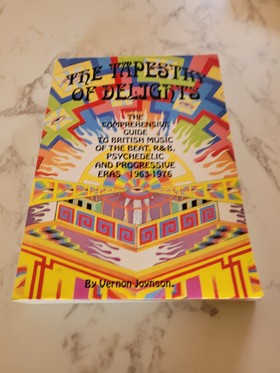 THE TAPESTRY
OF DELIGHTS
THE
COMPREHENSIVE
GUIDE
TO BRITISH MUSIC
OF THE BEAT, R&B,
PSYCHEDELIC
AND PROGRESSIVE
ERAS 1963-1976
By Vernon Joynson.